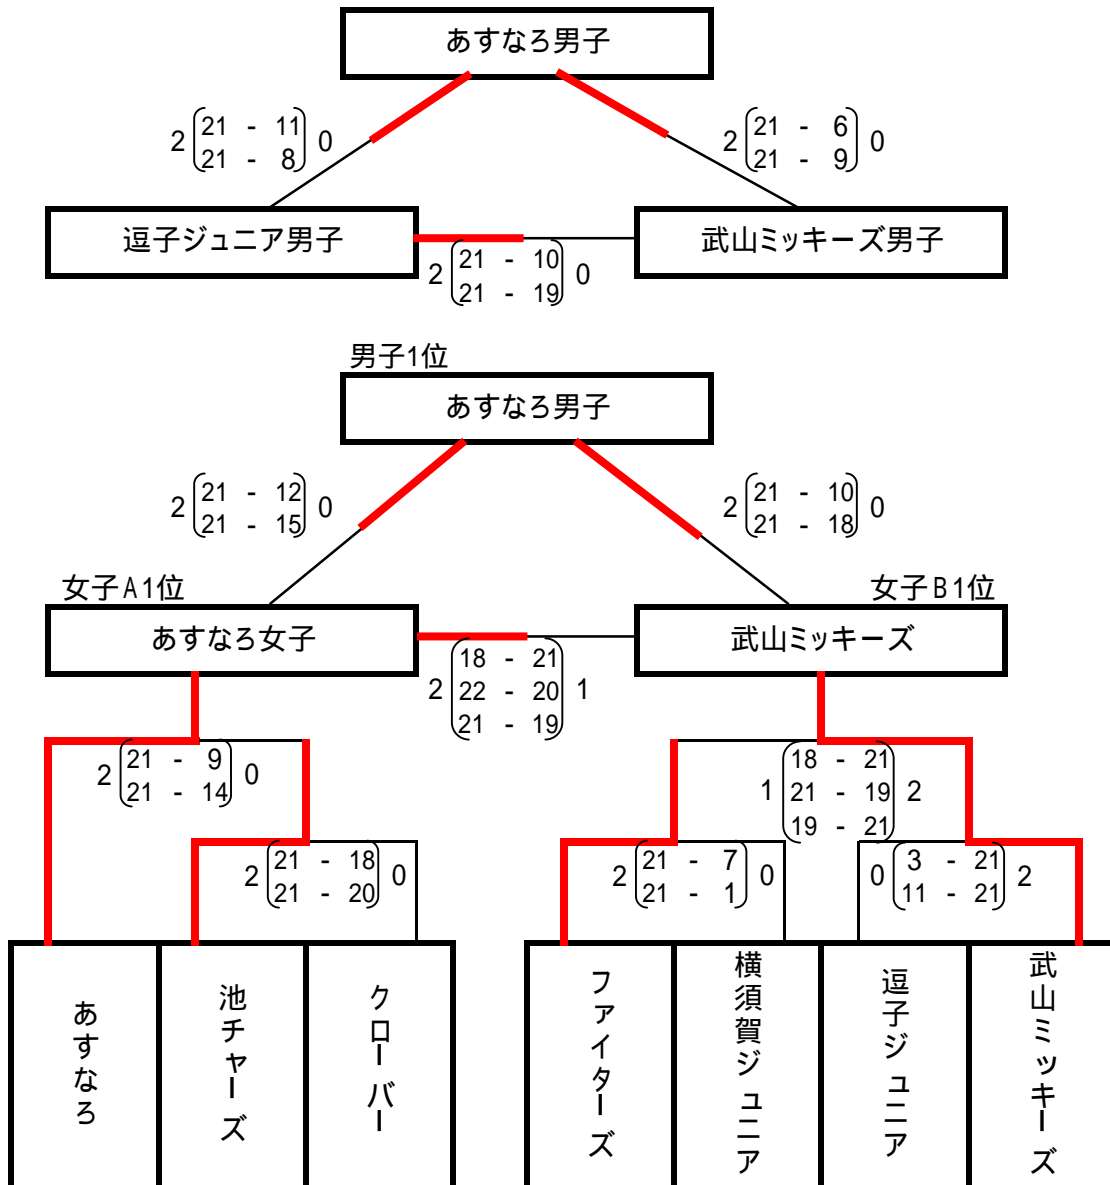 あすなろ男子
2 21 - 11 0
21 - 8
2 21 - 6 0
21 - 9
逗子ジュニア男子
武山ミッキーズ男子
2 21 - 10 0
21 - 19
男子1位
あすなろ男子
2 21 - 12 0
21 - 15
2 21 - 10 0
21 - 18
女子A1位
女子B1位
あすなろ女子
武山ミッキーズ
18 - 21
2 22 - 20 1
21 - 19
2 21 - 9 0
21 - 14
18 - 21
1 21 - 19 2
19 - 21
2 21 - 18 0
21 - 20
2 21 - 7 0
21 - 1
0 3 - 21 2
11 - 21
あすなろ
池チャーズ
クローバー
ファイターズ
横須賀ジュニア
逗子ジュニア
武山ミッキーズ